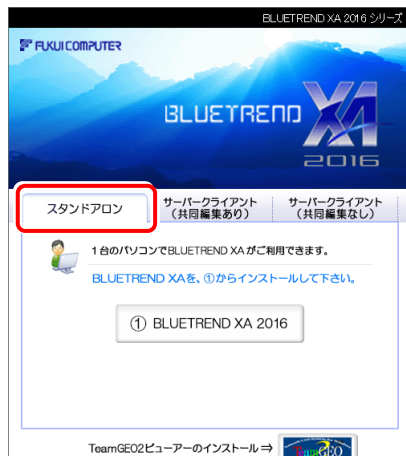 BLUETREND XA 2016 シリーズ
FUKUI COMPUTER
BLUETREND XA
2016
スタンドアロン
サーバークライアント
（共同編集あり）
サーバークライアント
（共同編集なし）
1台のパソコンでBLUETREND XAがご利用できます。
BLUETREND XAを、①からインストールして下さい。
① BLUETREND XA 2016
TeamGEO2ビューアーのインストール⇒
TeamGEO